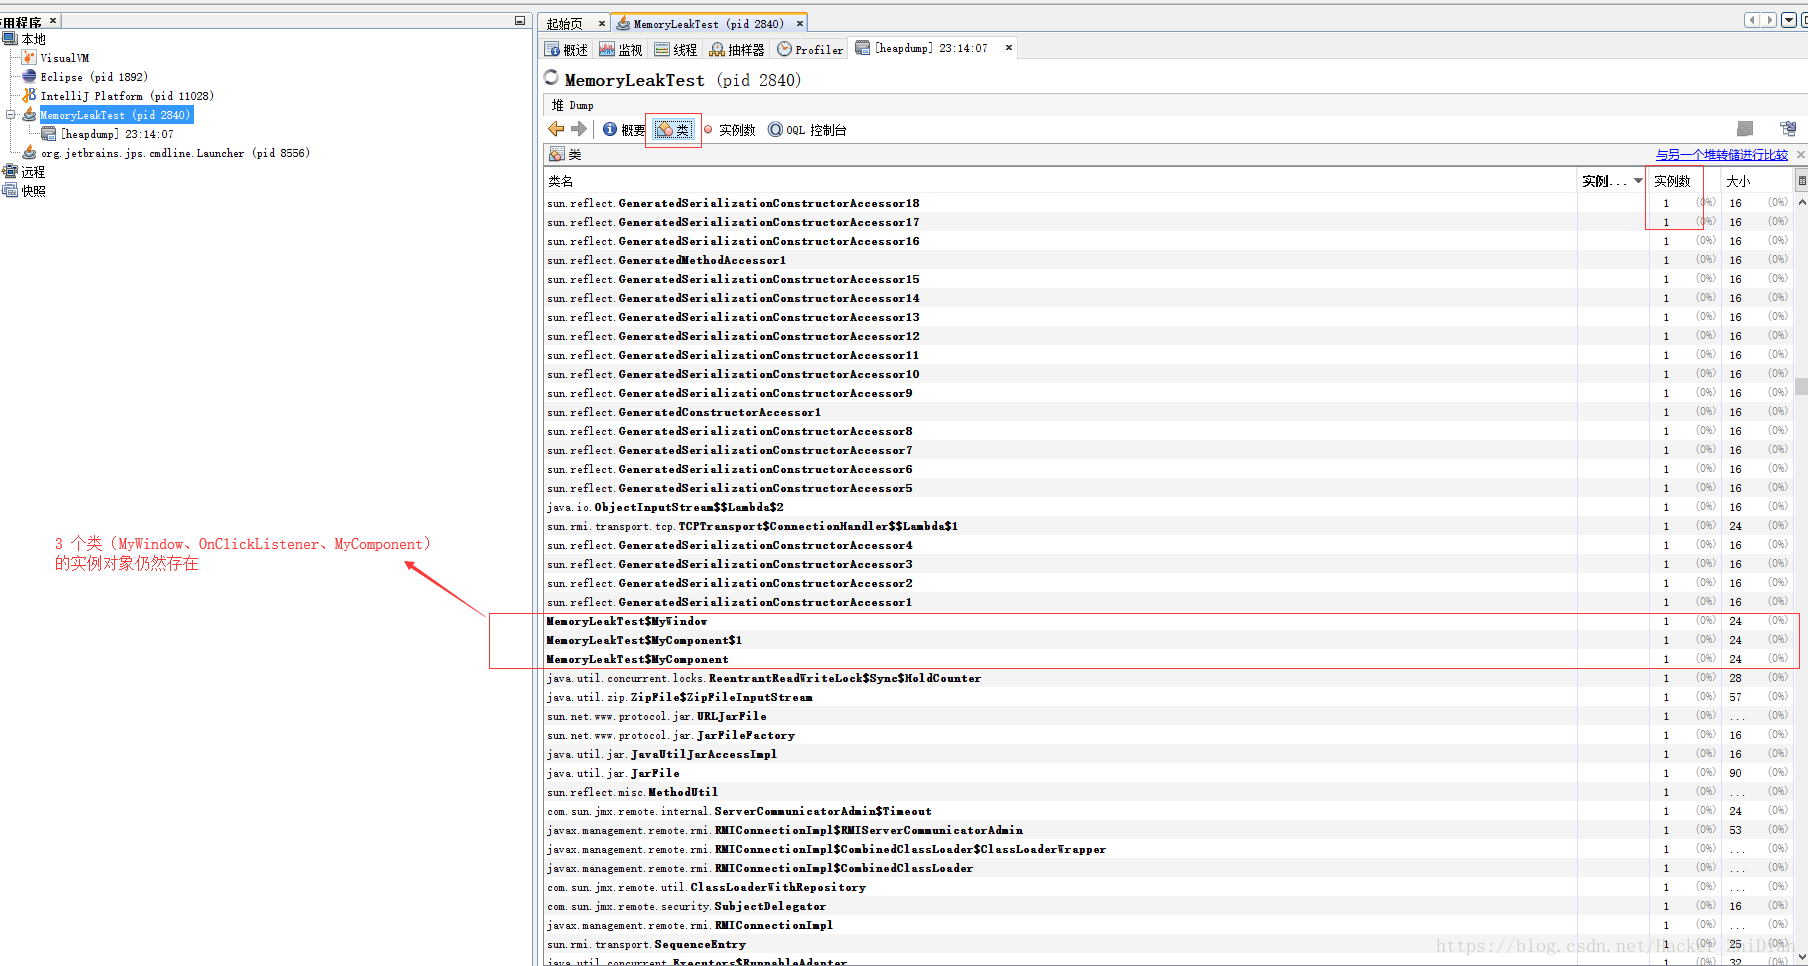 应用程序
本地
VisualVM
Eclipse (pid 1892)
IntelliJ Platform (pid 11028)
MemoryLeakTest (pid 2840)
[heapdump] 23:14:07
org.jetbrains.jps.cmdline.Launcher (pid 8556)
远程
快照
3 个类（MyWindow、OnClickListener、MyComponent）
的实例对象仍然存在
起始页 MemoryLeakTest (pid 2840)
概述 监视 线程 抽样器 Profiler [heapdump] 23:14:07
MemoryLeakTest (pid 2840)
堆 Dump
概要 类 实例数 OQL 控制台
类 与另一个堆转储进行比较
类名 实例... 实例数 大小
sun.reflect.GeneratedSerializationConstructorAccessor18 1 (0%) 16 (0%)
sun.reflect.GeneratedSerializationConstructorAccessor17 1 (0%) 16 (0%)
sun.reflect.GeneratedSerializationConstructorAccessor16 1 (0%) 16 (0%)
sun.reflect.GeneratedMethodAccessor1 1 (0%) 16 (0%)
sun.reflect.GeneratedSerializationConstructorAccessor15 1 (0%) 16 (0%)
sun.reflect.GeneratedSerializationConstructorAccessor14 1 (0%) 16 (0%)
sun.reflect.GeneratedSerializationConstructorAccessor13 1 (0%) 16 (0%)
sun.reflect.GeneratedSerializationConstructorAccessor12 1 (0%) 16 (0%)
sun.reflect.GeneratedSerializationConstructorAccessor11 1 (0%) 16 (0%)
sun.reflect.GeneratedSerializationConstructorAccessor10 1 (0%) 16 (0%)
sun.reflect.GeneratedSerializationConstructorAccessor9 1 (0%) 16 (0%)
sun.reflect.GeneratedConstructorAccessor1 1 (0%) 16 (0%)
sun.reflect.GeneratedSerializationConstructorAccessor8 1 (0%) 16 (0%)
sun.reflect.GeneratedSerializationConstructorAccessor7 1 (0%) 16 (0%)
sun.reflect.GeneratedSerializationConstructorAccessor6 1 (0%) 16 (0%)
sun.reflect.GeneratedSerializationConstructorAccessor5 1 (0%) 16 (0%)
java.io.ObjectInputStream$$Lambda$2 1 (0%) 16 (0%)
sun.rmi.transport.tcp.TCPTransport$ConnectionHandler$$Lambda$1 1 (0%) 24 (0%)
sun.reflect.GeneratedSerializationConstructorAccessor4 1 (0%) 16 (0%)
sun.reflect.GeneratedSerializationConstructorAccessor3 1 (0%) 16 (0%)
sun.reflect.GeneratedSerializationConstructorAccessor2 1 (0%) 16 (0%)
sun.reflect.GeneratedSerializationConstructorAccessor1 1 (0%) 16 (0%)
MemoryLeakTest$MyWindow 1 (0%) 24 (0%)
MemoryLeakTest$MyComponent$1 1 (0%) 24 (0%)
MemoryLeakTest$MyComponent 1 (0%) 24 (0%)
java.util.concurrent.locks.ReentrantReadWriteLock$Sync$HoldCounter 1 (0%) 28 (0%)
java.util.zip.ZipFile$ZipFileInputStream 1 (0%) 57 (0%)
sun.net.www.protocol.jar.URLJarFile 1 (0%) ... (0%)
sun.net.www.protocol.jar.JarFileFactory 1 (0%) 16 (0%)
java.util.jar.JavaUtilJarAccessImpl 1 (0%) 16 (0%)
java.util.jar.JarFile 1 (0%) 90 (0%)
sun.reflect.misc.MethodUtil 1 (0%) ... (0%)
com.sun.jmx.remote.internal.ServerCommunicatorAdmin$Timeout 1 (0%) 24 (0%)
javax.management.remote.rmi.RMIConnectionImpl$RMIServerCommunicatorAdmin 1 (0%) 53 (0%)
javax.management.remote.rmi.RMIConnectionImpl$CombinedClassLoader$ClassLoaderWrapper 1 (0%) ... (0%)
javax.management.remote.rmi.RMIConnectionImpl$CombinedClassLoader 1 (0%) ... (0%)
com.sun.jmx.remote.util.ClassLoaderWithRepository 1 (0%) ... (0%)
com.sun.jmx.remote.security.SubjectDelegator 1 (0%) 16 (0%)
javax.management.remote.rmi.RMIConnectionImpl 1 (0%) ... (0%)
sun.rmi.transport.SequenceEntry 1 (0%) 25 (0%)
java.util.concurrent.Executors$RunnableAdapter 1 (0%) 32 (0%)